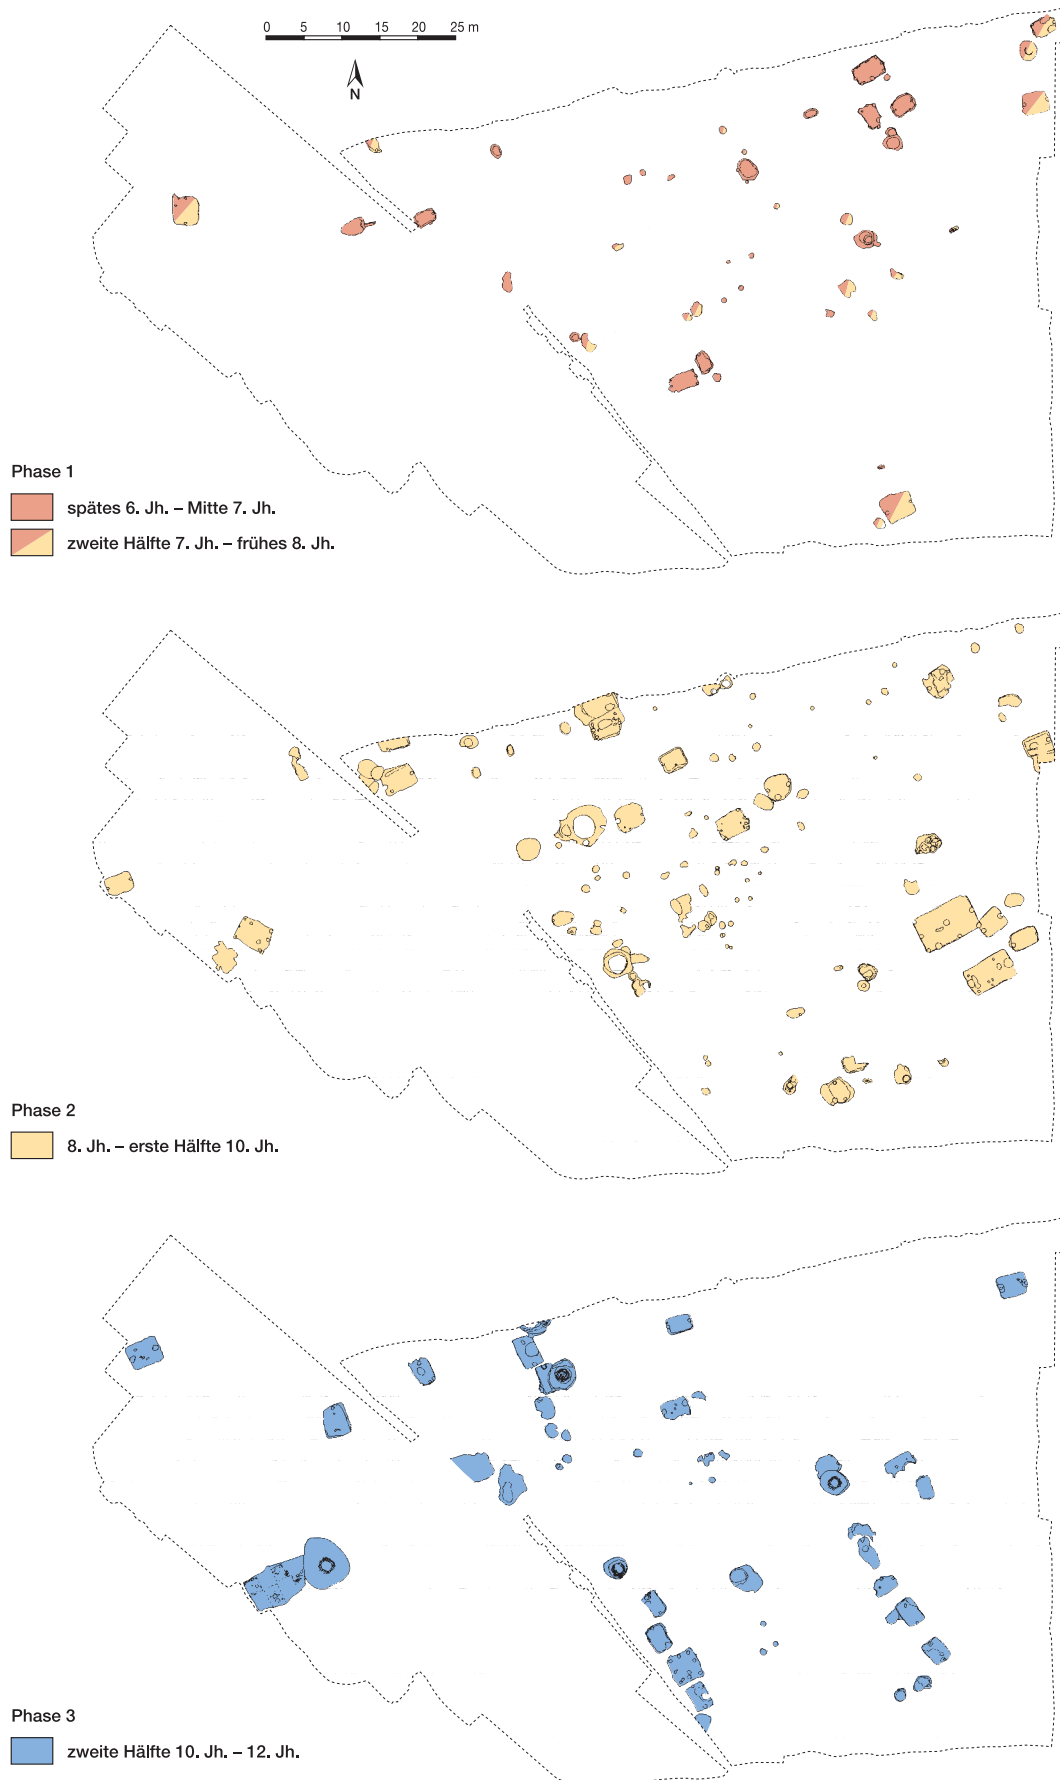 0 5 10 15 20 25 m
N
Phase 1
spätes 6. Jh. – Mitte 7. Jh.
zweite Hälfte 7. Jh. – frühes 8. Jh.
Phase 2
8. Jh. – erste Hälfte 10. Jh.
Phase 3
zweite Hälfte 10. Jh. – 12. Jh.